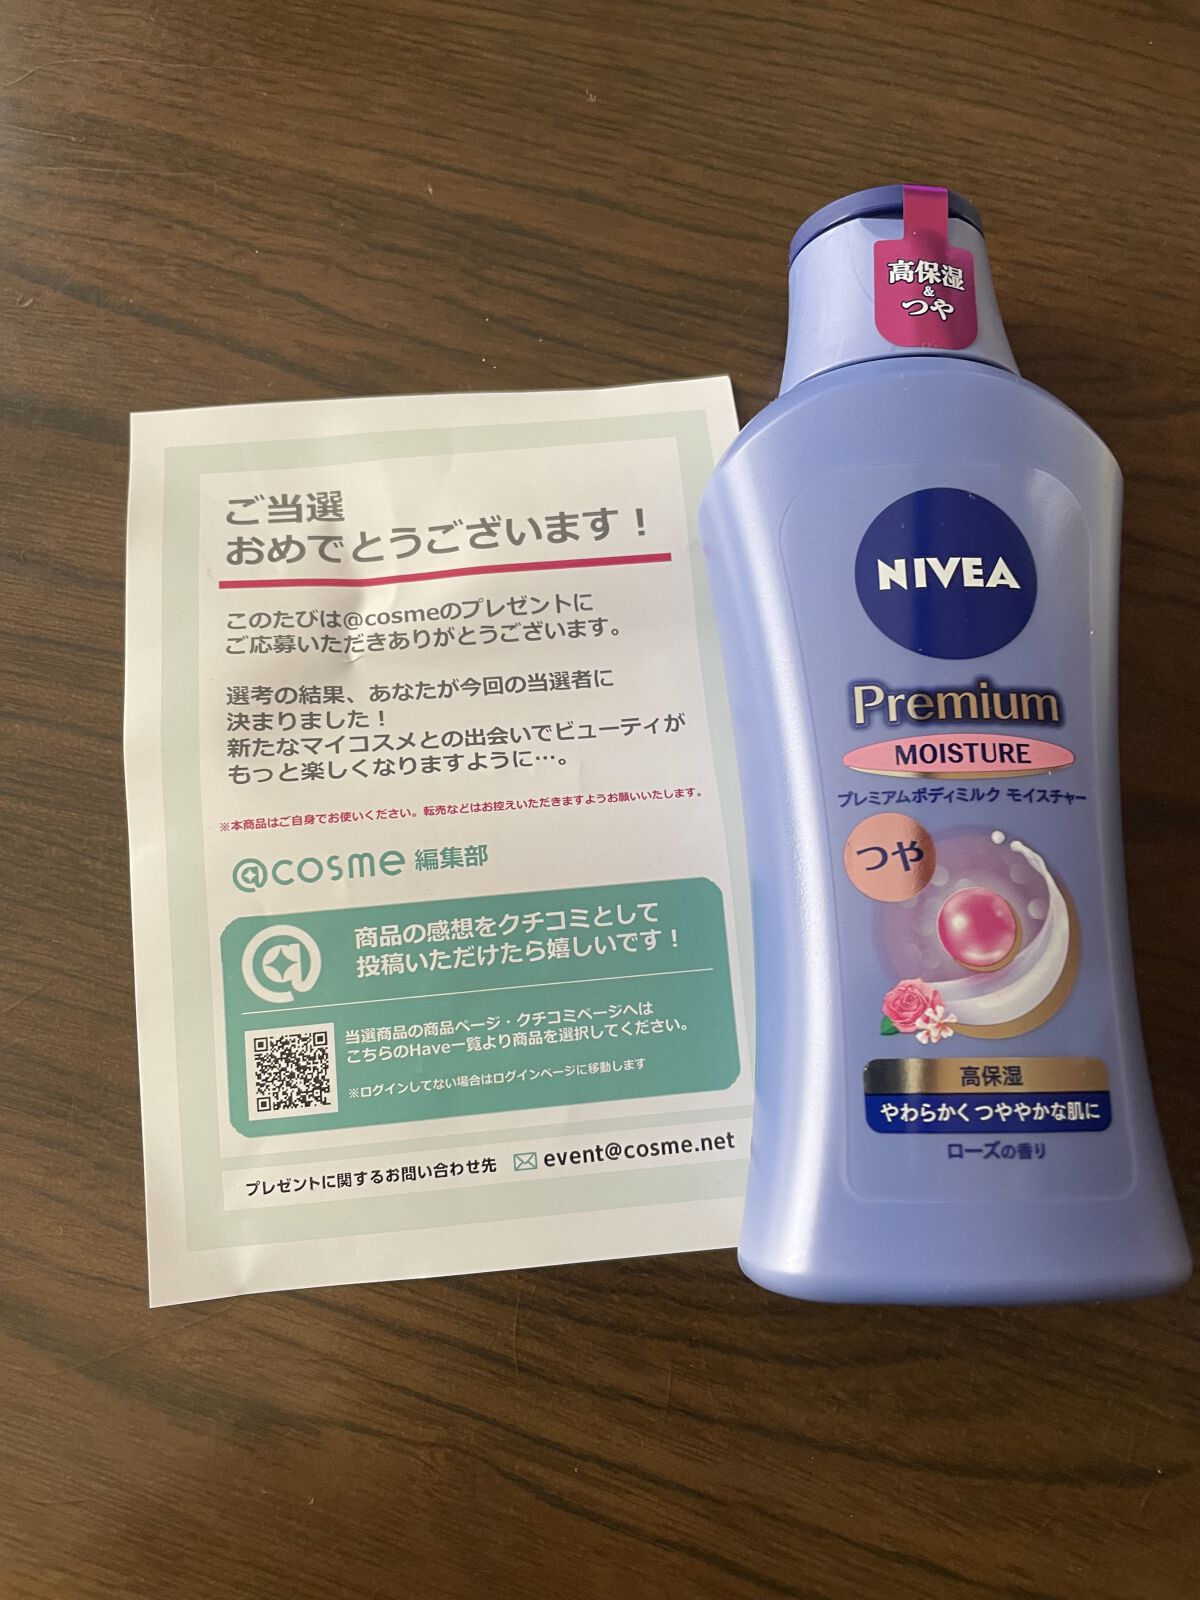 ご当選
おめでとうございます！
このたびは@cosmeのプレゼントに
ご応募いただきありがとうございます。
選考の結果、あなたが今回の当選者に
決まりました！
新たなマイコスメとの出会いでビューティが
もっと楽しくなりますように…。
※本商品はご自身でお使いください。転売などはお控えいただきますようお願いいたします。
@cosme 編集部
商品の感想をクチコミとして
投稿いただけたら嬉しいです！
当選商品の商品ページ・クチコミページへは
こちらのHave一覧より商品を選択してください。
※ログインしてない場合はログインページに移動します
プレゼントに関するお問い合わせ先 event@cosme.net
高保湿
&
つや
NIVEA
Premium
MOISTURE
プレミアムボディミルク モイスチャー
つや
高保湿
やわらかく つややかな肌に
ローズの香り